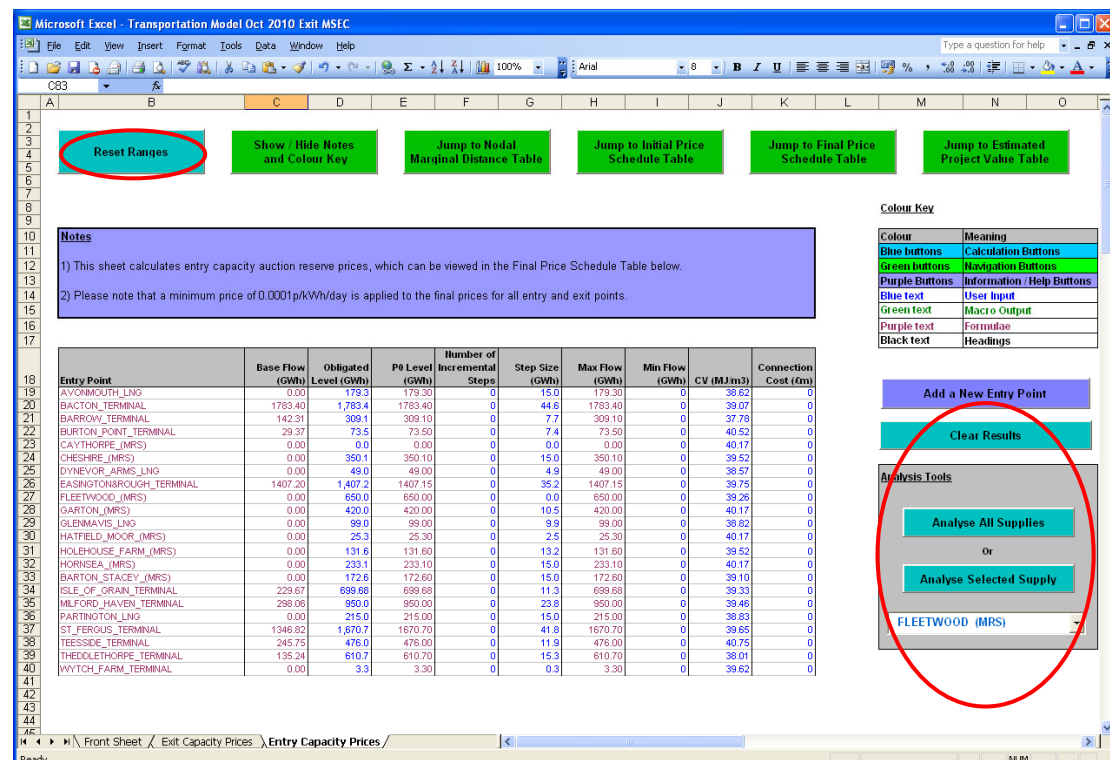 Microsoft Excel - Transportation Model Oct 2010 Exit MSEC
File Edit View Insert Format Tools Data Window Help
Type a question for help
100% Arial 8 B I U
C83 fx
A B C D E F G H I J K L M N O
Reset Ranges
Show / Hide Notes and Colour Key
Jump to Nodal Marginal Distance Table
Jump to Initial Price Schedule Table
Jump to Final Price Schedule Table
Jump to Estimated Project Value Table
Notes
1) This sheet calculates entry capacity auction reserve prices, which can be viewed in the Final Price Schedule Table below.
2) Please note that a minimum price of 0.0001p/kWh/day is applied to the final prices for all entry and exit points.
Colour Key
Colour Meaning
Blue buttons Calculation Buttons
Green buttons Navigation Buttons
Purple Buttons Information / Help Buttons
Blue text User Input
Green text Macro Output
Purple text Formulae
Black text Headings
Entry Point Base Flow (GWh) Obligated Level (GWh) P0 Level (GWh) Number of Incremental Steps Step Size (GWh) Max Flow (GWh) Min Flow (GWh) CV (MJ/m3) Connection Cost (£m)
19 AVONMOUTH_LNG 0.00 179.3 179.30 0 15.0 179.30 0 38.62 0
20 BACTON_TERMINAL 1783.40 1,783.4 1783.40 0 44.6 1783.40 0 39.07 0
21 BARROW_TERMINAL 142.31 309.1 309.10 0 7.7 309.10 0 37.78 0
22 BURTON_POINT_TERMINAL 29.37 73.5 73.50 0 7.4 73.50 0 40.52 0
23 CAYTHORPE_(MRS) 0.00 0.0 0.00 0 0.0 0.00 0 40.17 0
24 CHESHIRE_(MRS) 0.00 350.1 350.10 0 15.0 350.10 0 39.52 0
25 DYNEVOR_ARMS_LNG 0.00 49.0 49.00 0 4.9 49.00 0 38.57 0
26 EASINGTON&ROUGH_TERMINAL 1407.20 1,407.2 1407.15 0 35.2 1407.15 0 39.75 0
27 FLEETWOOD_(MRS) 0.00 650.0 650.00 0 0.0 650.00 0 39.26 0
28 GARTON_(MRS) 0.00 420.0 420.00 0 10.5 420.00 0 40.17 0
29 GLENMAVIS_LNG 0.00 99.0 99.00 0 9.9 99.00 0 38.82 0
30 HATFIELD_MOOR_(MRS) 0.00 25.3 25.30 0 2.5 25.30 0 40.17 0
31 HOLEHOUSE_FARM_(MRS) 0.00 131.6 131.60 0 13.2 131.60 0 39.52 0
32 HORNSEA_(MRS) 0.00 233.1 233.10 0 15.0 233.10 0 40.17 0
33 BARTON_STACEY_(MRS) 0.00 172.6 172.60 0 15.0 172.60 0 39.10 0
34 ISLE_OF_GRAIN_TERMINAL 229.67 699.68 699.68 0 11.3 699.68 0 39.33 0
35 MILFORD_HAVEN_TERMINAL 298.06 950.0 950.00 0 23.8 950.00 0 39.46 0
36 PARTINGTON_LNG 0.00 215.0 215.00 0 15.0 215.00 0 38.83 0
37 ST_FERGUS_TERMINAL 1346.82 1,670.7 1670.70 0 41.8 1670.70 0 39.65 0
38 TEESSIDE_TERMINAL 245.75 476.0 476.00 0 11.9 476.00 0 40.75 0
39 THEDDLETHORPE_TERMINAL 135.24 610.7 610.70 0 15.3 610.70 0 38.01 0
40 WYTCH_FARM_TERMINAL 0.00 3.3 3.30 0 0.3 3.30 0 39.62 0
Add a New Entry Point
Clear Results
Analysis Tools
Analyse All Supplies
Or
Analyse Selected Supply
FLEETWOOD (MRS)
Front Sheet Exit Capacity Prices Entry Capacity Prices
Ready NUM